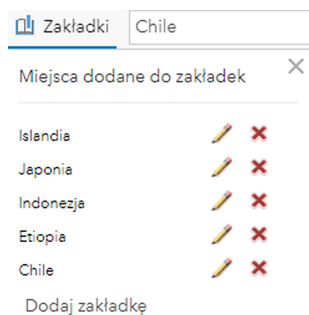 Zakładki
Chile
Miejsca dodane do zakładek
Islandia
Japonia
Indonezja
Etiopia
Chile
Dodaj zakładkę